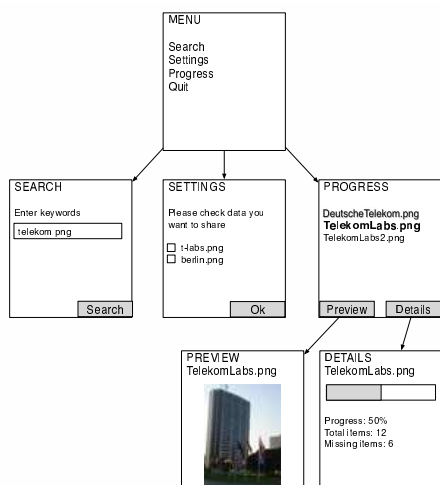 MENU
Search
Settings
Progress
Quit
SEARCH
Enter keywords
telekom png
Search
SETTINGS
Please check data you
want to share
t-labs.png
berlin.png
Ok
PROGRESS
DeutscheTelekom.png
TelekomLabs.png
TelekomLabs2.png
Preview
Details
PREVIEW
TelekomLabs.png
DETAILS
TelekomLabs.png
Progress: 50%
Total items: 12
Missing items: 6